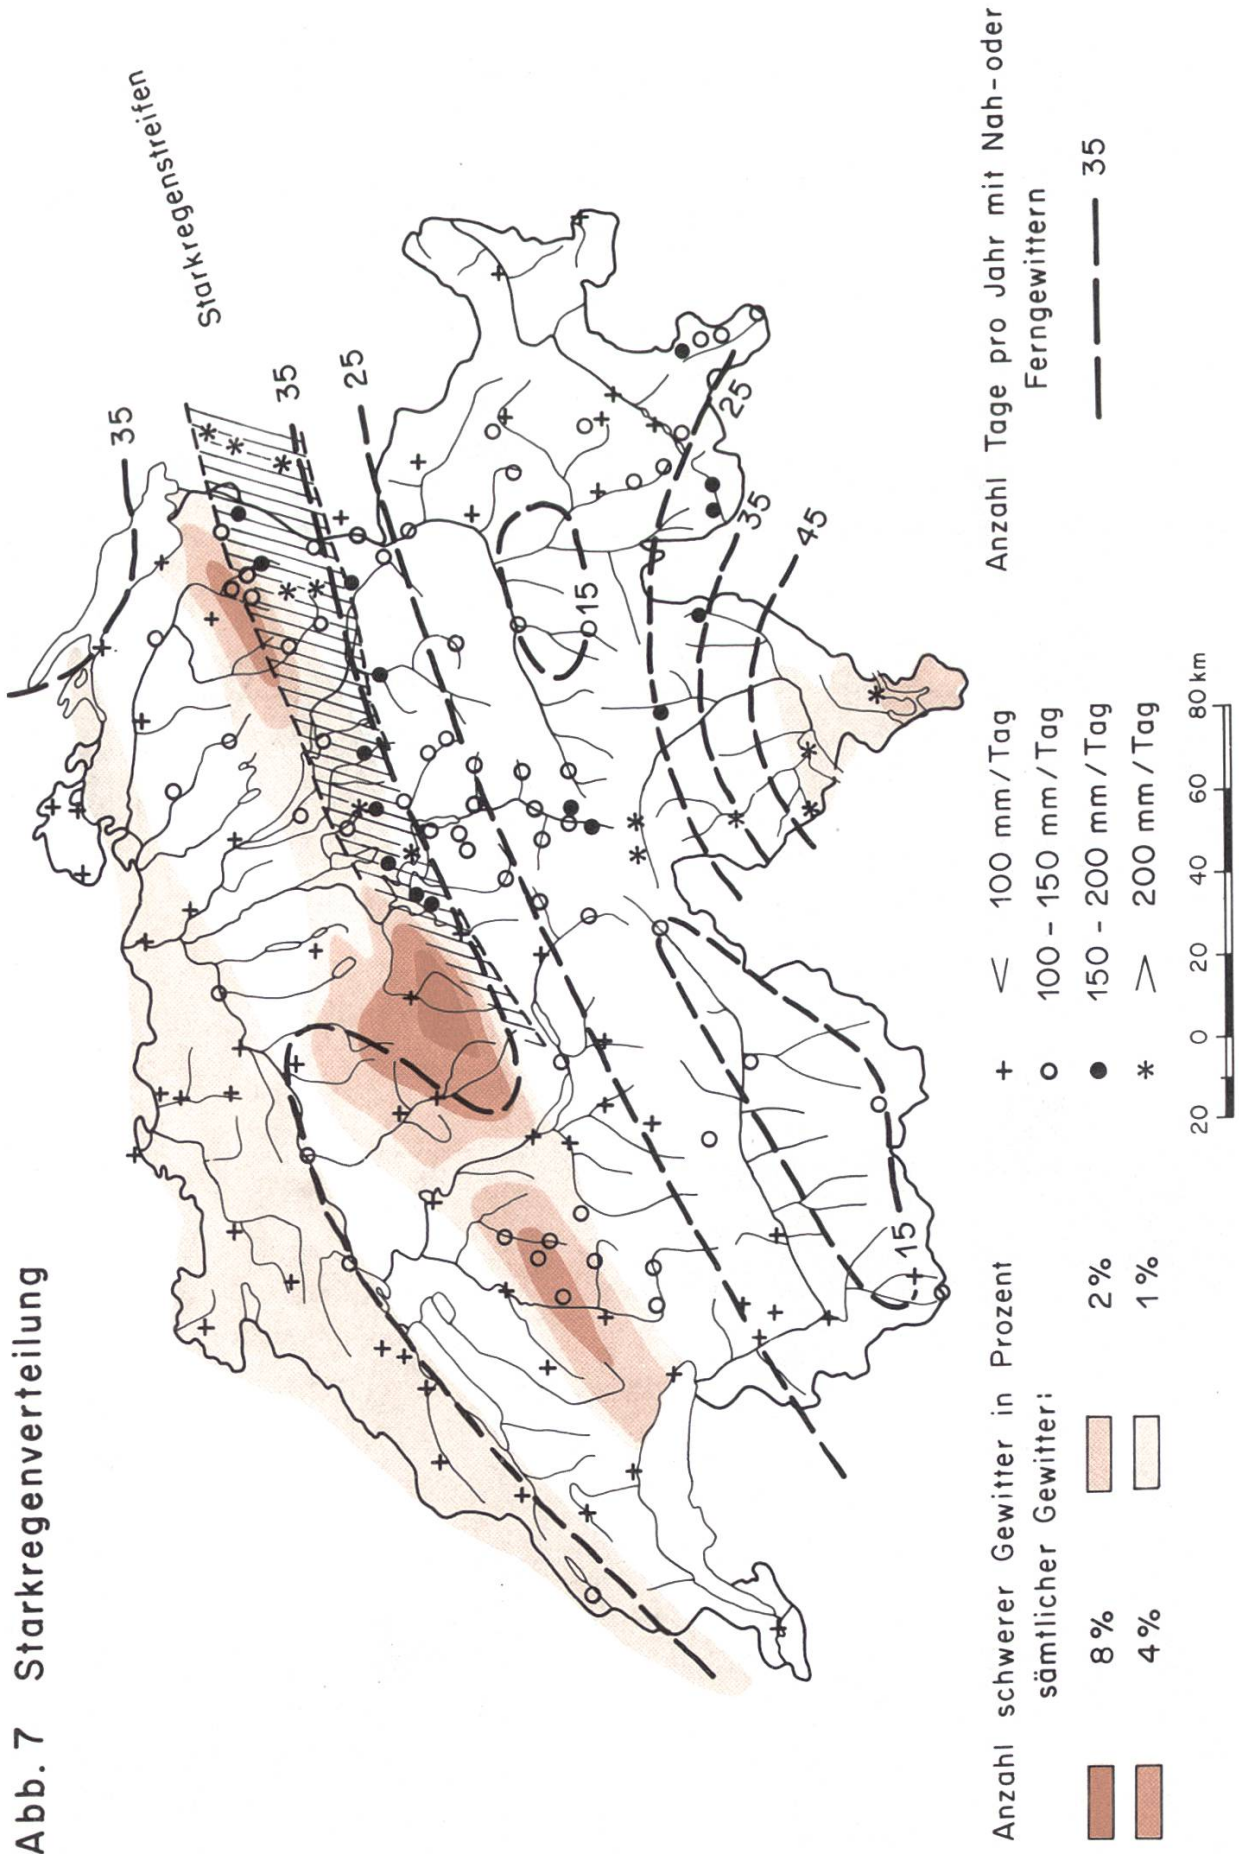 Abb. 7 Starkregenverteilung
Starkregenstreifen
35
35
25
15
25
35
45
15
Anzahl schwerer Gewitter in Prozent
sämtlicher Gewitter:
8%
2%
4%
1%
+ < 100 mm/Tag
○ 100 – 150 mm/Tag
● 150 – 200 mm/Tag
* > 200 mm/Tag
Anzahl Tage pro Jahr mit Nah- oder
Ferngewittern
35
20 0 20 40 60 80 km